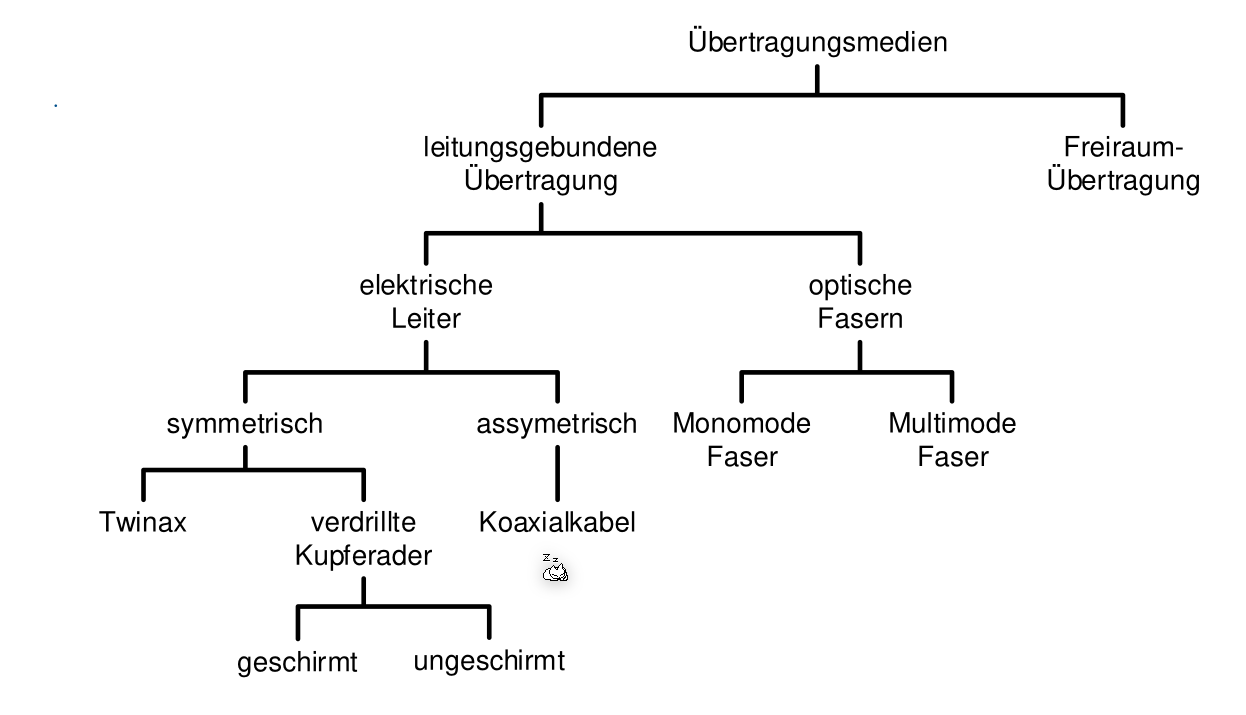 Übertragungsmedien
leitungsgebundene
Übertragung
Freiraum-
Übertragung
elektrische
Leiter
optische
Fasern
symmetrisch
assymetrisch
Monomode
Faser
Multimode
Faser
Twinax
verdrillte
Kupferader
Koaxialkabel
z z
geschirmt
ungeschirmt